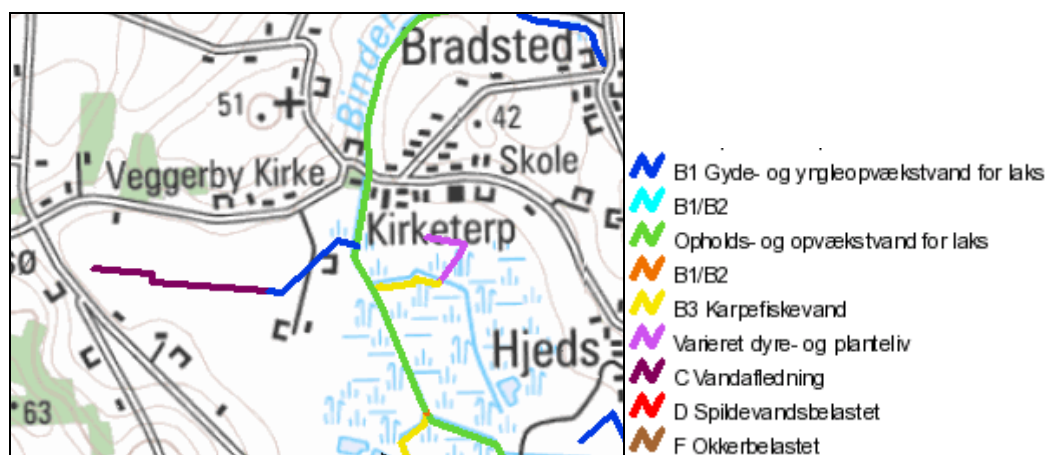 Bradsted
Binder
51
42
Skole
Veggerby Kirke
Kirketerp
Hjeds
63
B1 Gyde- og yrgleopvækstvand for laks
B1/B2
Opholds- og opvækstvand for laks
B1/B2
B3 Karpefiskevand
Varieret dyre- og planteliv
C Vandafledning
D Spildevandsbelastet
F Okkerbelastet